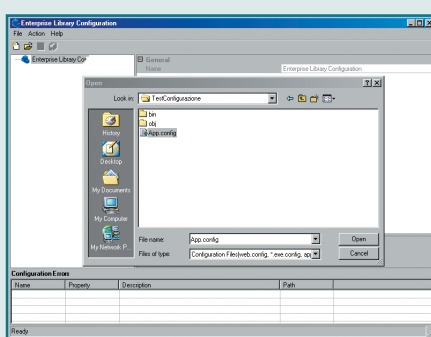 Enterprise Library Configuration
File Action Help
Enterprise Library Con
General
Name Enterprise Library Configuration
Open
Look in: TestConfigurazione
History
Desktop
My Documents
My Computer
My Network P...
bin
obj
App.config
File name: App.config Open
Files of type: Configuration Files(web.config, *.exe.config, ap Cancel
Configuration Errors
Name Property Description Path
Ready